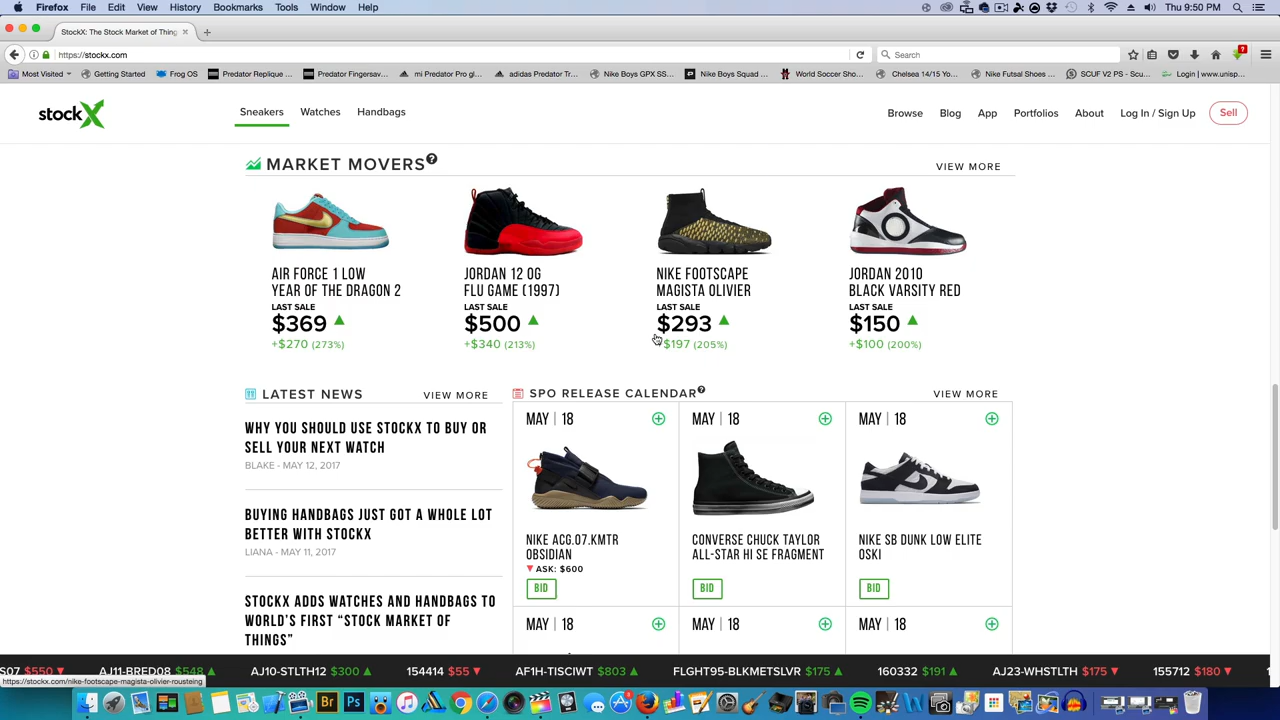 Firefox File Edit View History Bookmarks Tools Window Help Thu 9:50 PM
StockX: The Stock Market of Thing
https://stockx.com Search
Most Visited Getting Started Frog OS Predator Replique ... Predator Fingersav... mi Predator Pro gl... adidas Predator Tr... Nike Boys GPX SS... Nike Boys Squad ... World Soccer Sho... Chelsea 14/15 Yo... Nike Futsal Shoes ... SCUF V2 PS - Scu... Login | www.unisp...
stockX Sneakers Watches Handbags Browse Blog App Portfolios About Log In / Sign Up Sell
MARKET MOVERS? VIEW MORE
AIR FORCE 1 LOW
YEAR OF THE DRAGON 2
LAST SALE
$369
+$270 (273%)
JORDAN 12 OG
FLU GAME (1997)
LAST SALE
$500
+$340 (213%)
NIKE FOOTSCAPE
MAGISTA OLIVIER
LAST SALE
$293
$197 (205%)
JORDAN 2010
BLACK VARSITY RED
LAST SALE
$150
+$100 (200%)
LATEST NEWS VIEW MORE
WHY YOU SHOULD USE STOCKX TO BUY OR
SELL YOUR NEXT WATCH
BLAKE - MAY 12, 2017
BUYING HANDBAGS JUST GOT A WHOLE LOT
BETTER WITH STOCKX
LIANA - MAY 11, 2017
STOCKX ADDS WATCHES AND HANDBAGS TO
WORLD'S FIRST “STOCK MARKET OF
THINGS”
SPO RELEASE CALENDAR? VIEW MORE
MAY | 18
NIKE ACG.07.KMTR
OBSIDIAN
ASK: $600
BID
MAY | 18
CONVERSE CHUCK TAYLOR
ALL-STAR HI SE FRAGMENT
BID
MAY | 18
NIKE SB DUNK LOW ELITE
OSKI
BID
MAY | 18 MAY | 18 MAY | 18
S07 $550 AJ11-BRED08 $548 AJ10-STLTH12 $300 154414 $55 AF1H-TISCIWT $803 FLGHT95FLKMETSLVR $175 160332 $191 AJ23-WHSTLTH $175 155712 $180
https://stockx.com/nike-footscape-magista-olivier-rousteing
Br Ps